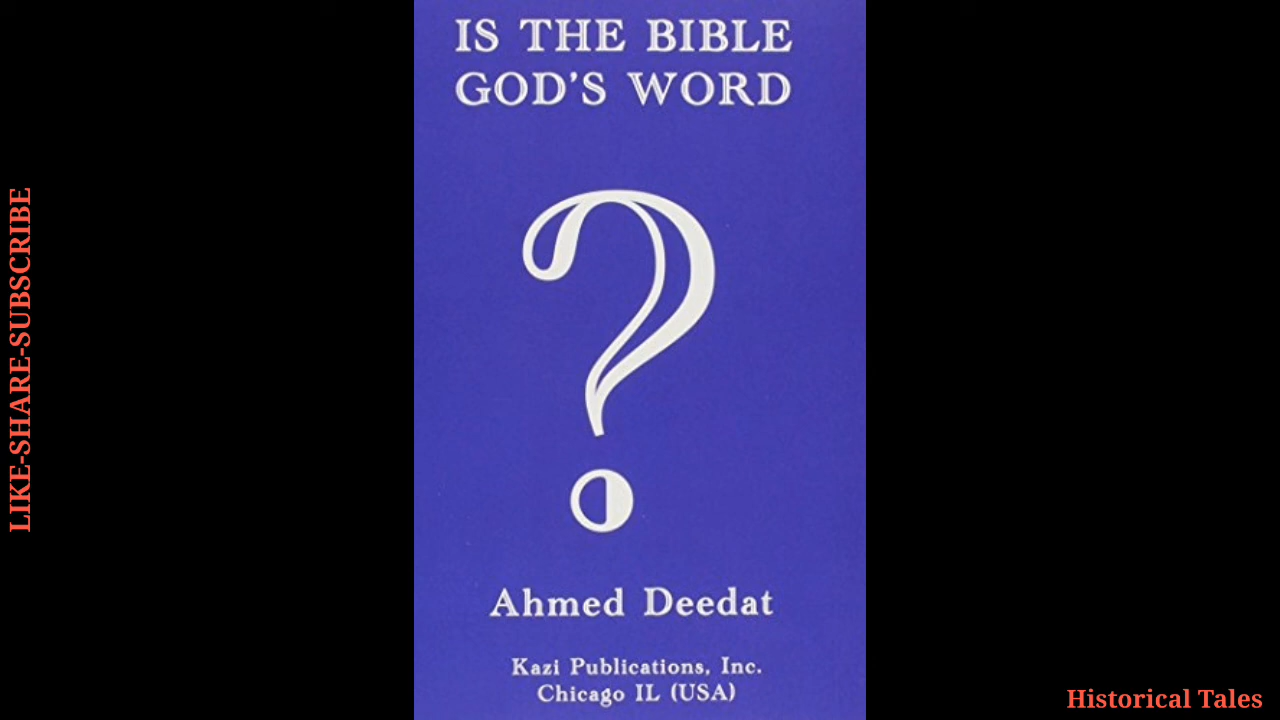 IS THE BIBLE
GOD'S WORD
?
Ahmed Deedat
Kazi Publications, Inc.
Chicago IL (USA)
LIKE-SHARE-SUBSCRIBE
Historical Tales